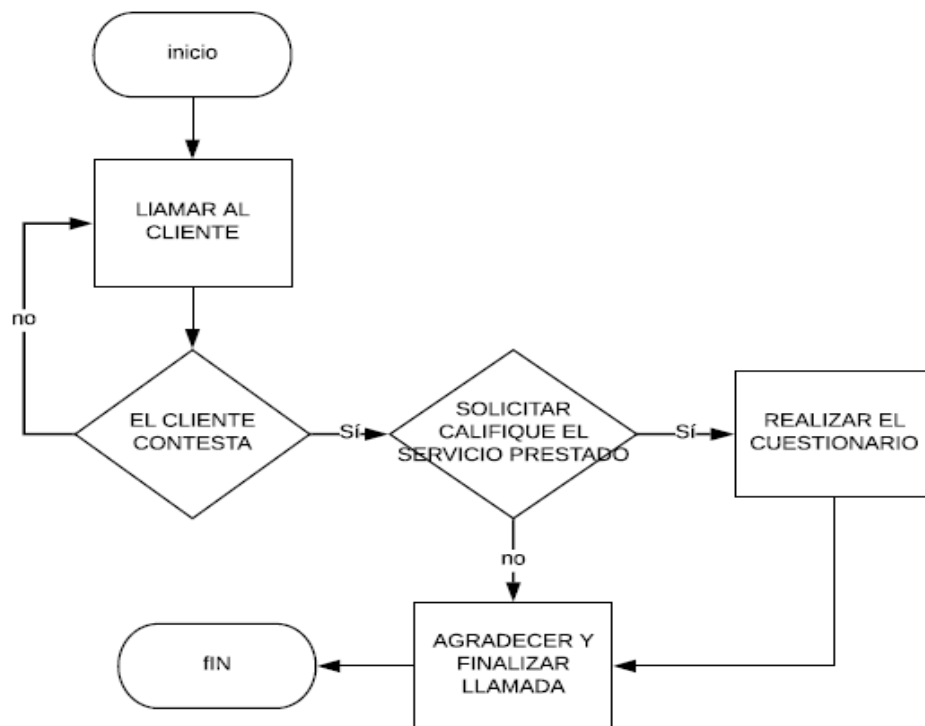 inicio
LIAMAR AL
CLIENTE
no
EL CLIENTE
CONTESTA
Sí
SOLICITAR
CALIFIQUE EL
SERVICIO PRESTADO
Sí
REALIZAR EL
CUESTIONARIO
no
AGRADECER Y
FINALIZAR
LLAMADA
fIN